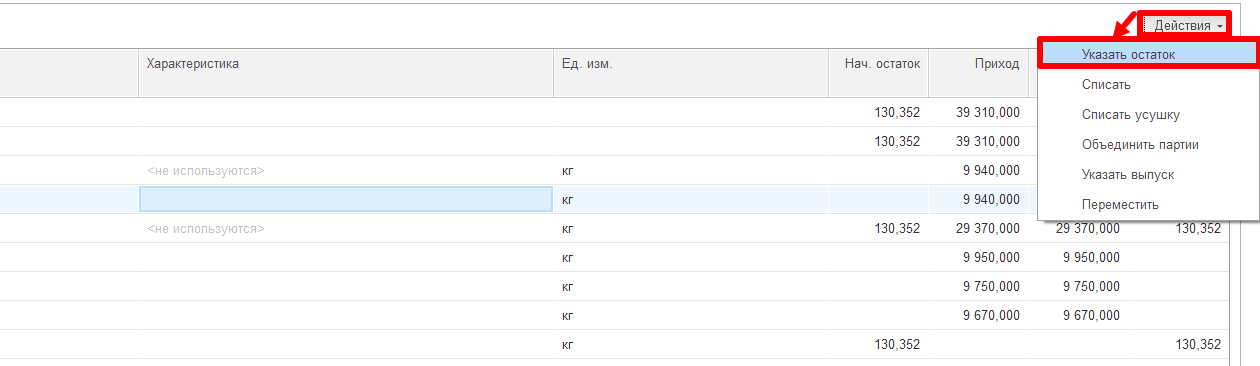 Действия
Характеристика Ед. изм. Нач. остаток Приход
Указать остаток
Списать
Списать усушку
Объединить партии
Указать выпуск
Переместить
130,352 39 310,000
130,352 39 310,000
<не используются> кг 9 940,000
кг 9 940,000
<не используются> кг 130,352 29 370,000 29 370,000 130,352
кг 9 950,000 9 950,000
кг 9 750,000 9 750,000
кг 9 670,000 9 670,000
кг 130,352 130,352